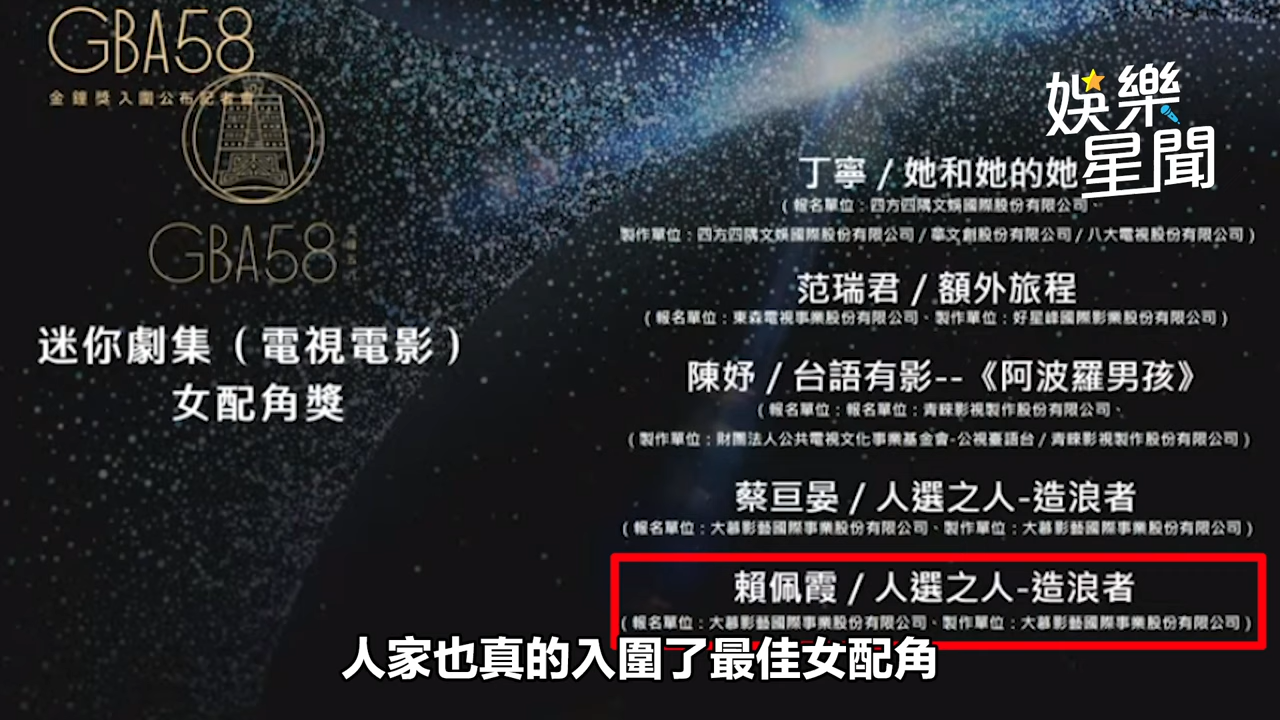 GBA58
金鐘獎入圍公布記者會
GBA58
迷你劇集(電視電影)
女配角獎
娛樂
星聞
丁寧 / 她和她的她
(報名單位:四方四隅文娛國際股份有限公司、
製作單位:四方四隅文娛國際股份有限公司 / 華文創股份有限公司 / 八大電視股份有限公司)
范瑞君 / 額外旅程
(報名單位:東森電視事業股份有限公司、製作單位:好星峰國際影業股份有限公司)
陳妤 / 台語有影--《阿波羅男孩》
(報名單位:報名單位:青睞影視製作股份有限公司、
(製作單位:財團法人公共電視文化事業基金會-公視臺語台 / 青睞影視製作股份有限公司)
蔡亘晏 / 人選之人-造浪者
(報名單位:大慕影藝國際事業股份有限公司、製作單位:大慕影藝國際事業股份有限公司)
賴佩霞 / 人選之人-造浪者
(報名單位:大慕影藝國際事業股份有限公司、製作單位:大慕影藝國際事業股份有限公司)
人家也真的入圍了最佳女配角